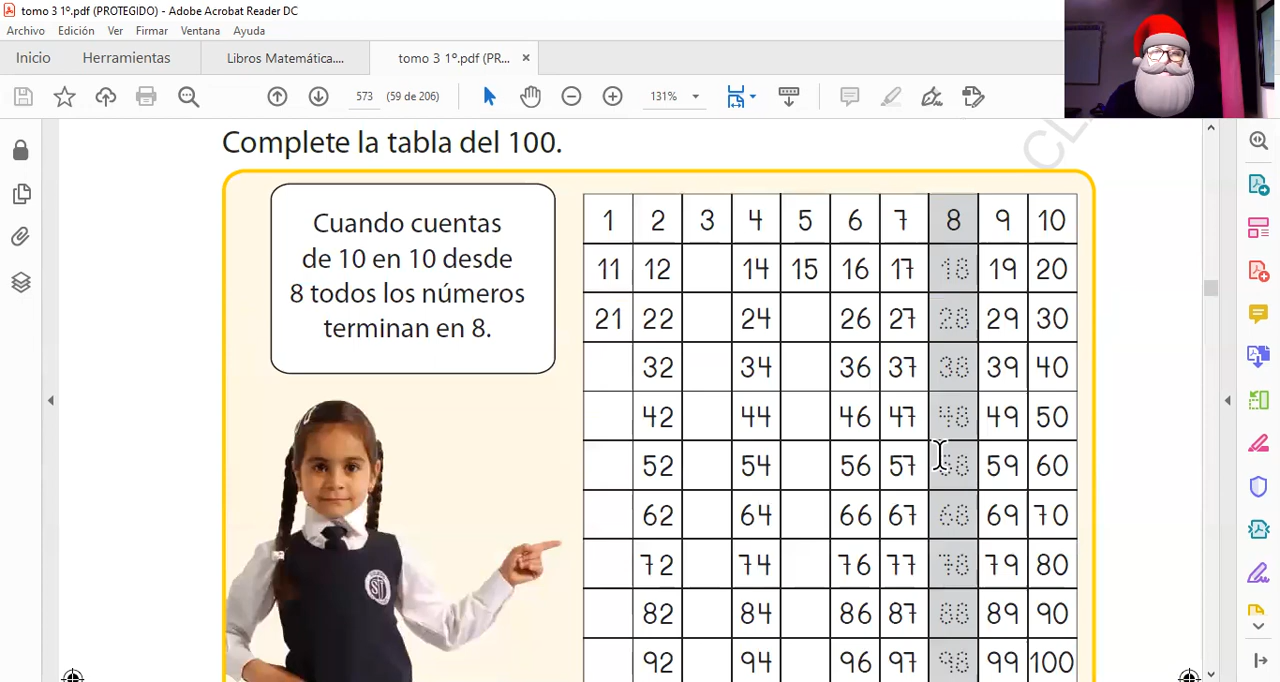 tomo 3 1º.pdf (PROTEGIDO) - Adobe Acrobat Reader DC
Archivo Edición Ver Firmar Ventana Ayuda
Inicio Herramientas Libros Matemática.... tomo 3 1º.pdf (PR... ×
573 (59 de 206) 131%
Complete la tabla del 100.
Cuando cuentas
de 10 en 10 desde
8 todos los números
terminan en 8.
1 2 3 4 5 6 7 8 9 10
11 12 14 15 16 17 18 19 20
21 22 24 26 27 28 29 30
32 34 36 37 38 39 40
42 44 46 47 48 49 50
52 54 56 57 58 59 60
62 64 66 67 68 69 70
72 74 76 77 78 79 80
82 84 86 87 88 89 90
92 94 96 97 98 99 100